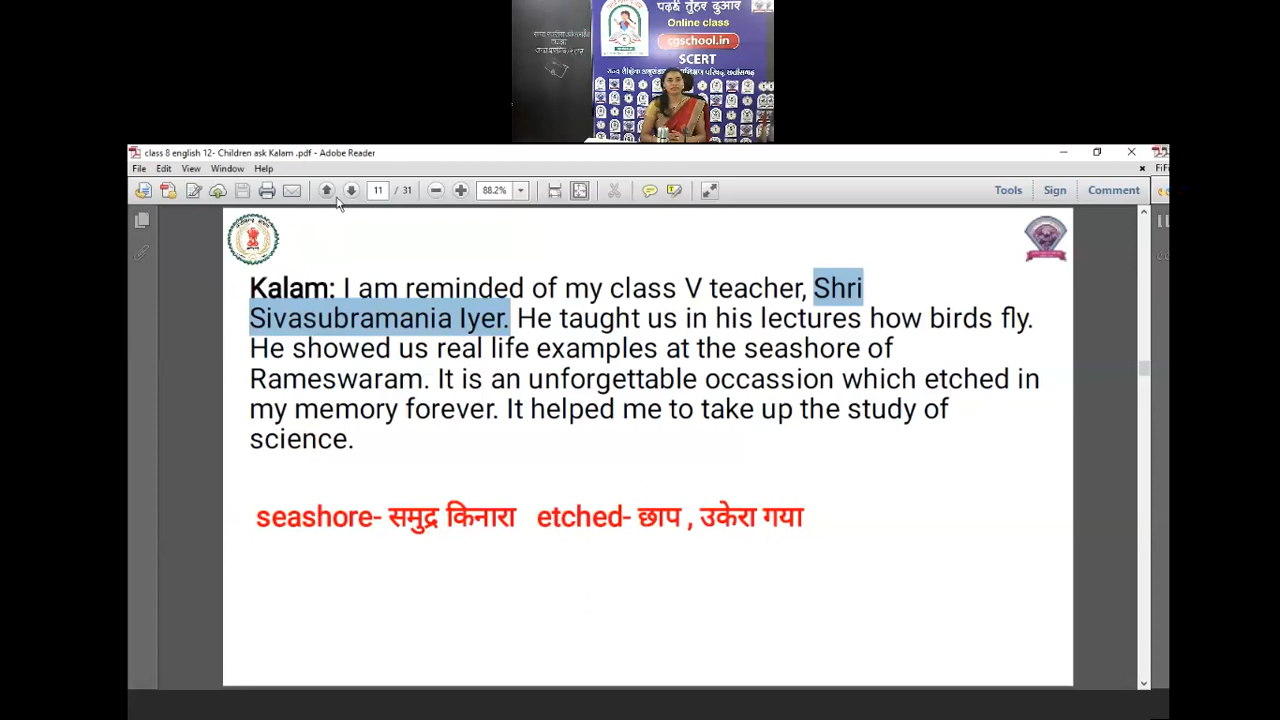 पढ़ई तुंहर दुआर
Online class
cgschool.in
SCERT
class 8 english 12- Children ask Kalam .pdf - Adobe Reader
File Edit View Window Help
11 / 31 88.2% Tools Sign Comment
Kalam: I am reminded of my class V teacher, Shri
Sivasubramania Iyer. He taught us in his lectures how birds fly.
He showed us real life examples at the seashore of
Rameswaram. It is an unforgettable occassion which etched in
my memory forever. It helped me to take up the study of
science.
seashore- समुद्र किनारा etched- छाप , उकेरा गया